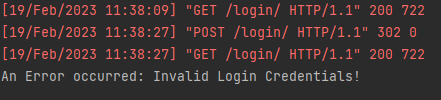 [19/Feb/2023 11:38:09] "GET /login/ HTTP/1.1" 200 722
[19/Feb/2023 11:38:27] "POST /login/ HTTP/1.1" 302 0
[19/Feb/2023 11:38:27] "GET /login/ HTTP/1.1" 200 722
An Error occurred: Invalid Login Credentials!